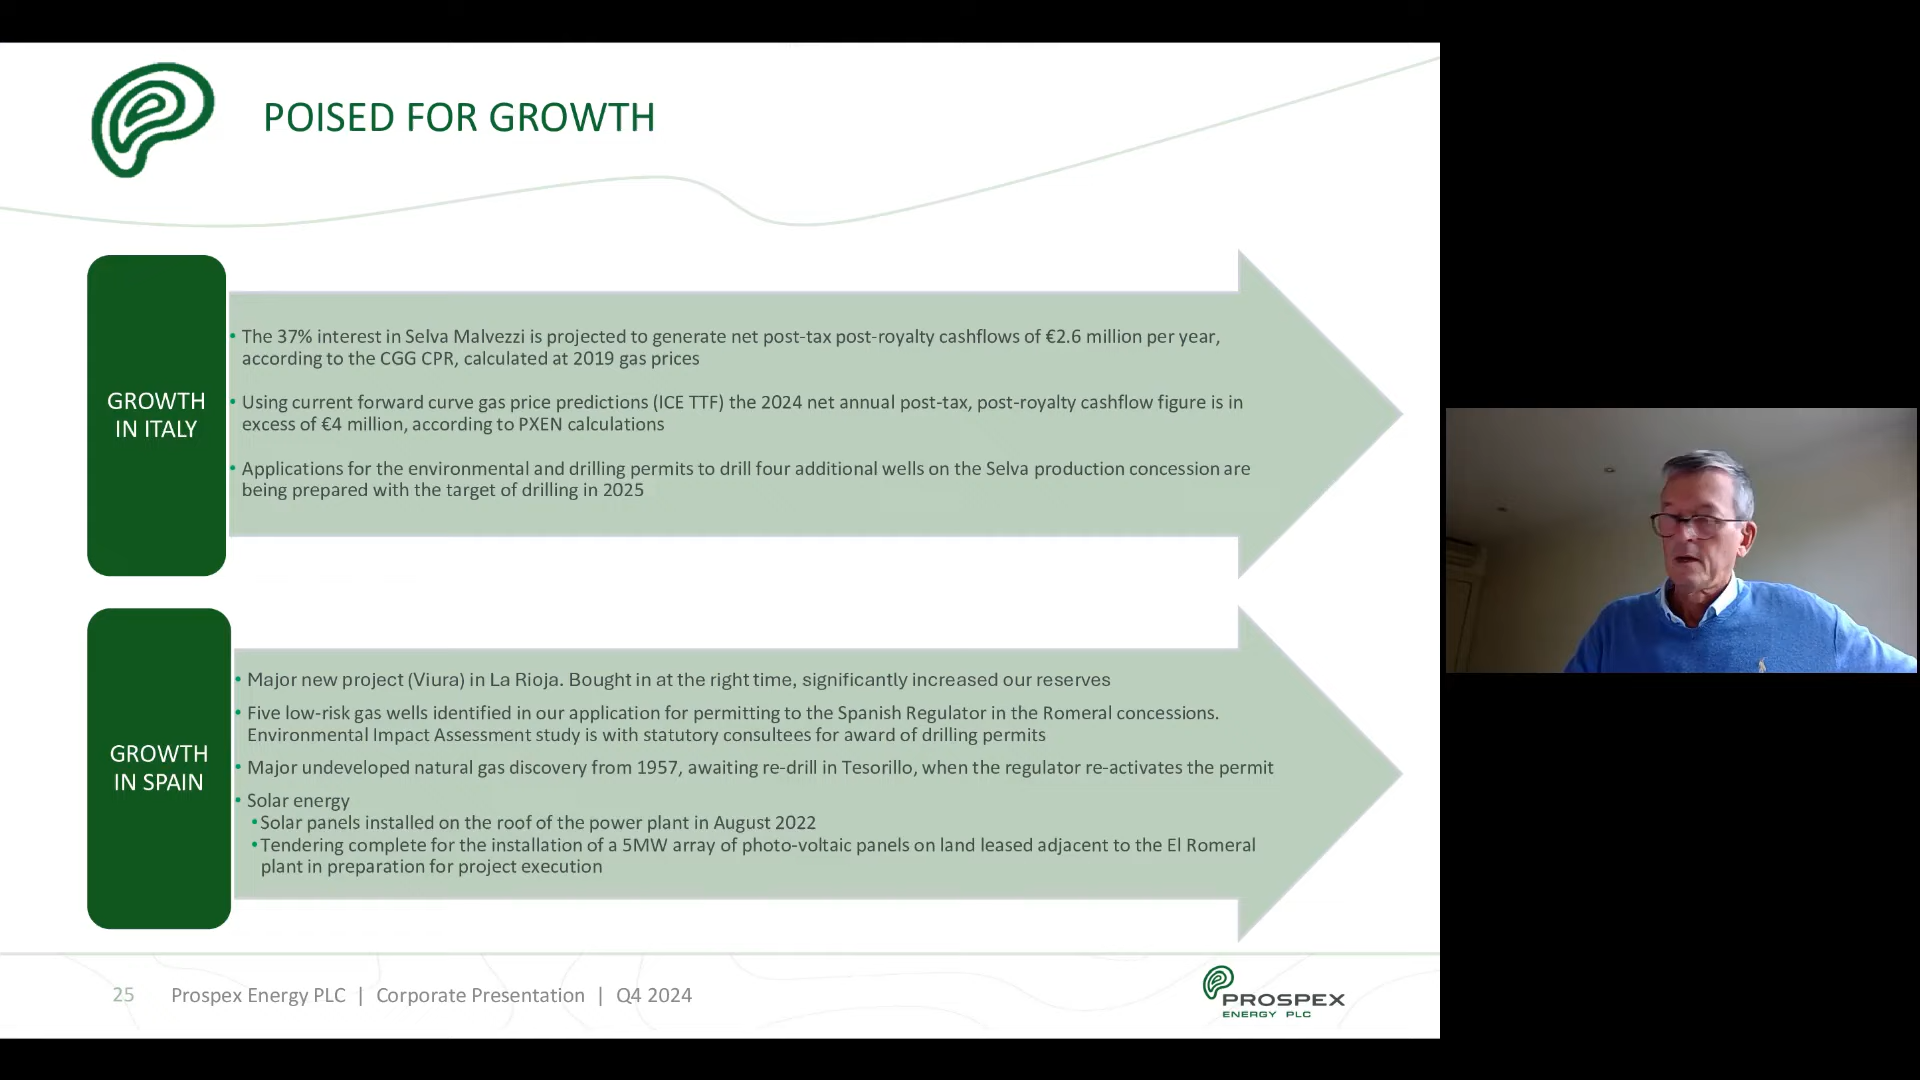 POISED FOR GROWTH
GROWTH
IN ITALY
• The 37% interest in Selva Malvezzi is projected to generate net post-tax post-royalty cashflows of €2.6 million per year,
according to the CGG CPR, calculated at 2019 gas prices
• Using current forward curve gas price predictions (ICE TTF) the 2024 net annual post-tax, post-royalty cashflow figure is in
excess of €4 million, according to PXEN calculations
• Applications for the environmental and drilling permits to drill four additional wells on the Selva production concession are
being prepared with the target of drilling in 2025
GROWTH
IN SPAIN
• Major new project (Viura) in La Rioja. Bought in at the right time, significantly increased our reserves
• Five low-risk gas wells identified in our application for permitting to the Spanish Regulator in the Romeral concessions.
Environmental Impact Assessment study is with statutory consultees for award of drilling permits
• Major undeveloped natural gas discovery from 1957, awaiting re-drill in Tesorillo, when the regulator re-activates the permit
• Solar energy
• Solar panels installed on the roof of the power plant in August 2022
• Tendering complete for the installation of a 5MW array of photo-voltaic panels on land leased adjacent to the El Romeral
plant in preparation for project execution
25 Prospex Energy PLC | Corporate Presentation | Q4 2024
PROSPEX
ENERGY PLC